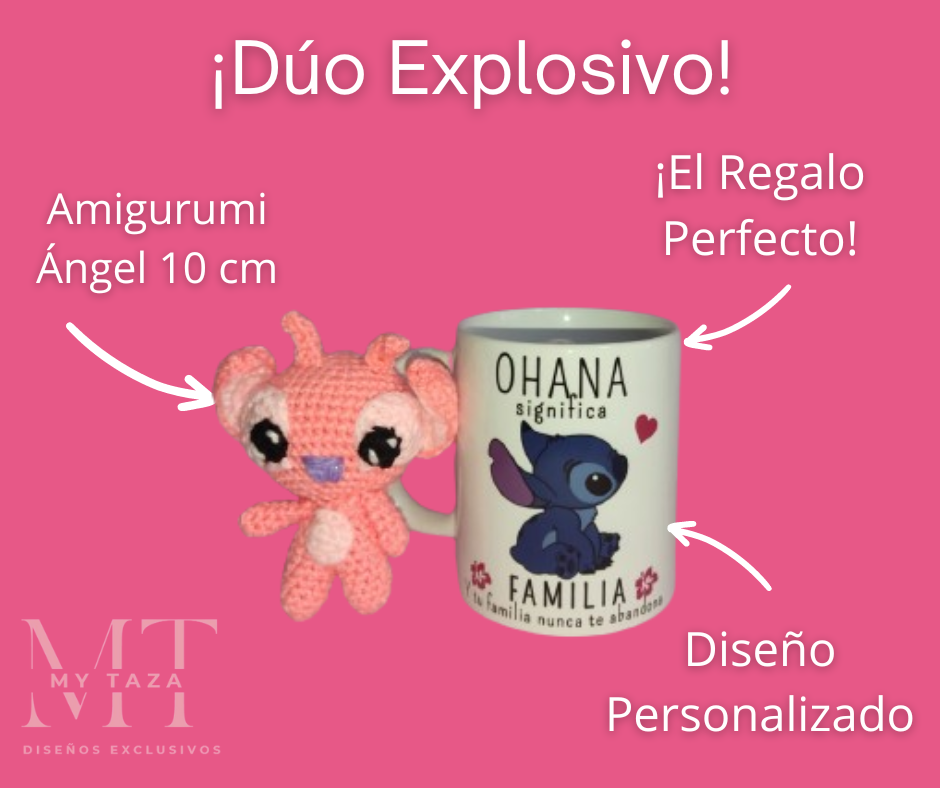 ¡Dúo Explosivo!
¡El Regalo
Perfecto!
Amigurumi
Ángel 10 cm
OHANA
significa
FAMILIA
Y tu familia nunca te abandona
Diseño
Personalizado
MT
MY TAZA
DISEÑOS EXCLUSIVOS